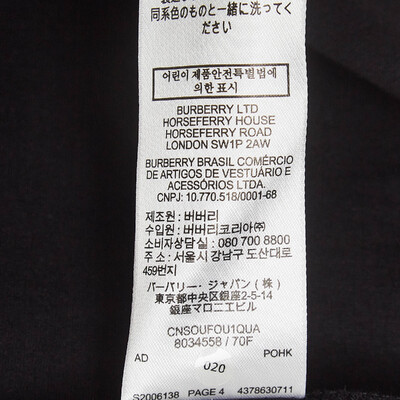 同系色のものと一緒に洗ってく
ださい
어린이제품안전특별법에
의한 표시
BURBERRY LTD
HORSEFERRY HOUSE
HORSEFERRY ROAD
LONDON SW1P 2AW
BURBERRY BRASIL COMÉRCIO
DE ARTIGOS DE VESTUÁRIO E
ACESSÓRIOS LTDA.
CNPJ: 10.770.518/0001-68
제조원 : 버버리
수입원 : 버버리코리아㈜
소비자상담실 : 080 700 8800
주소 : 서울시 강남구 도산대로
459번지
バーバリー・ジャパン(株)
東京都中央区銀座2-5-14
銀座マロニエビル
CNSOUFOU1QUA
8034558 / 70F
AD POHK
020
S2006138 PAGE 4 4378630711